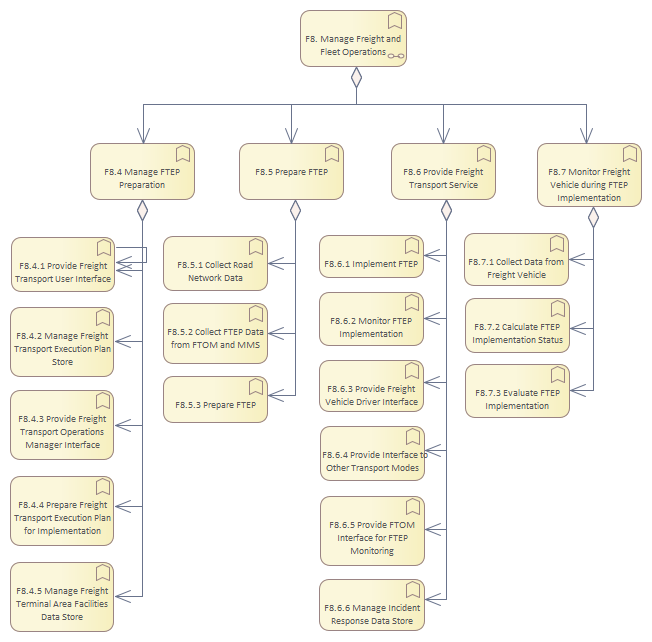 F8. Manage Freight and
Fleet Operations
F8.4 Manage FTEP
Preparation
F8.5 Prepare FTEP
F8.6 Provide Freight
Transport Service
F8.7 Monitor Freight
Vehicle during FTEP
Implementation
F8.4.1 Provide Freight
Transport User Interface
F8.4.2 Manage Freight
Transport Execution Plan
Store
F8.4.3 Provide Freight
Transport Operations
Manager Interface
F8.4.4 Prepare Freight
Transport Execution Plan
for Implementation
F8.4.5 Manage Freight
Terminal Area Facilities
Data Store
F8.5.1 Collect Road
Network Data
F8.5.2 Collect FTEP Data
from FTOM and MMS
F8.5.3 Prepare FTEP
F8.6.1 Implement FTEP
F8.6.2 Monitor FTEP
Implementation
F8.6.3 Provide Freight
Vehicle Driver Interface
F8.6.4 Provide Interface to
Other Transport Modes
F8.6.5 Provide FTOM
Interface for FTEP
Monitoring
F8.6.6 Manage Incident
Response Data Store
F8.7.1 Collect Data from
Freight Vehicle
F8.7.2 Calculate FTEP
Implementation Status
F8.7.3 Evaluate FTEP
Implementation